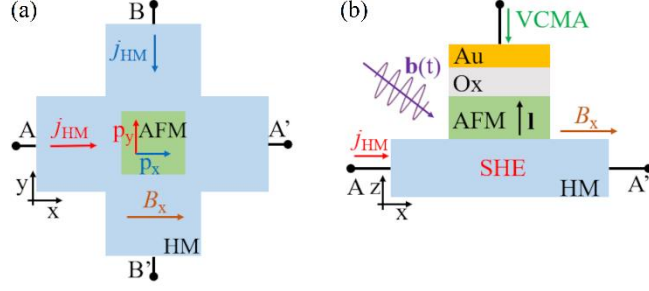 (a)
B
j_HM
A
j_HM
p_y
AFM
p_x
A'
y
x
B_x
HM
B'
(b)
VCMA
b(t)
Au
Ox
AFM
l
B_x
j_HM
SHE
A
z
x
HM
A'